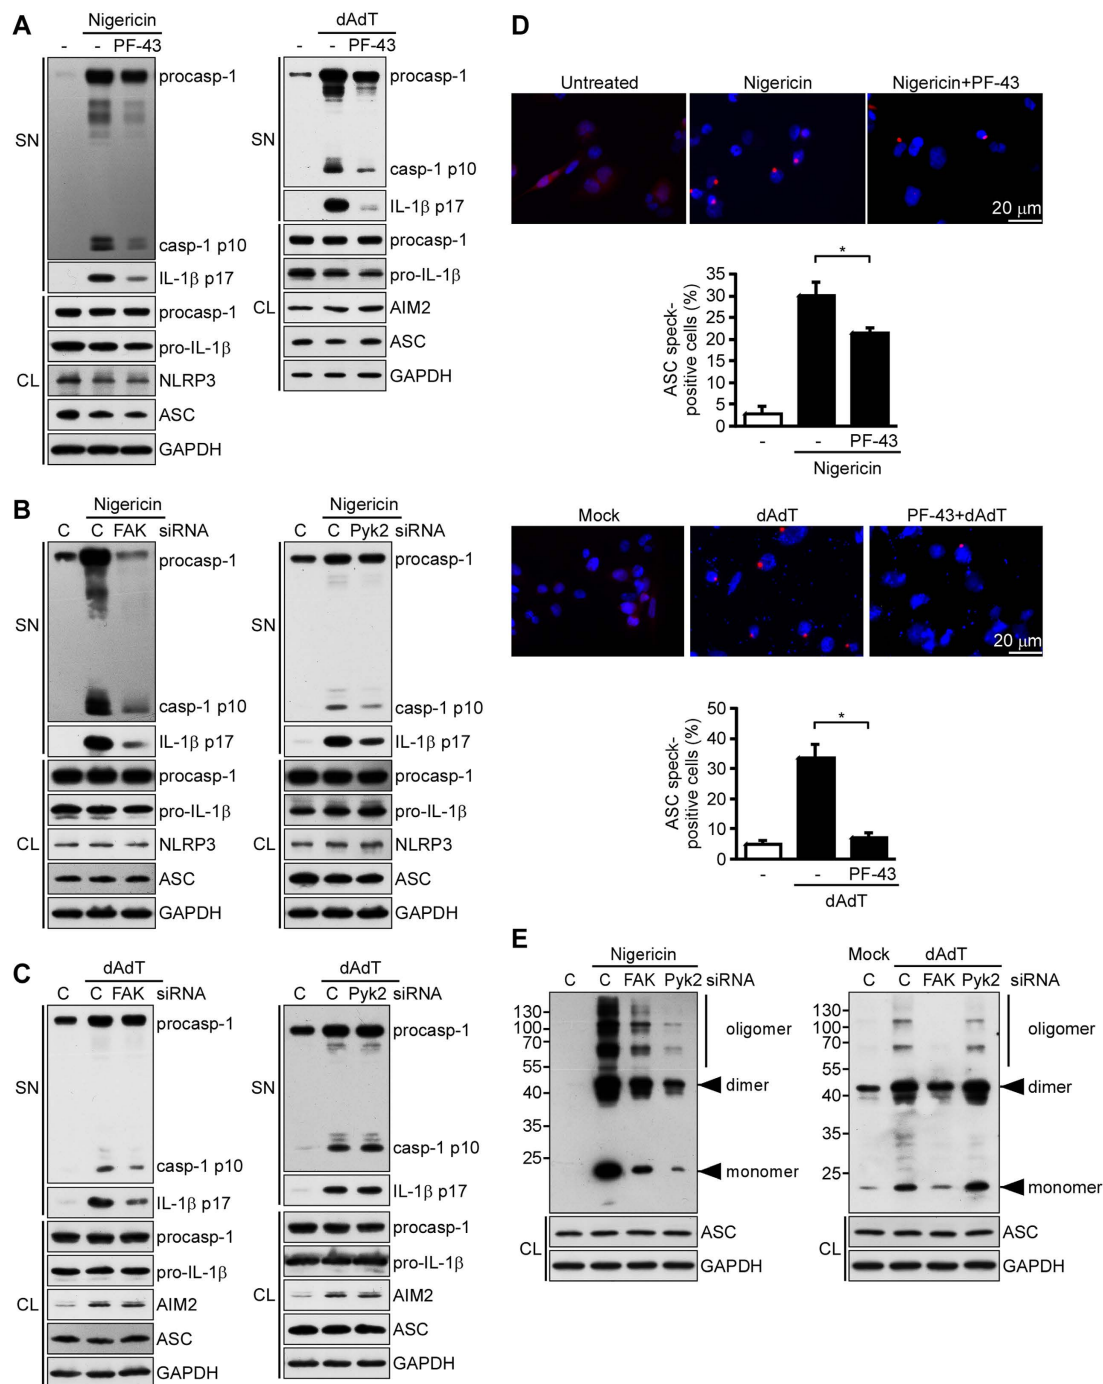 A
Nigericin
- - PF-43
procasp-1
SN
casp-1 p10
IL-1β p17
procasp-1
pro-IL-1β
CL
NLRP3
ASC
GAPDH
dAdT
- - PF-43
procasp-1
SN
casp-1 p10
IL-1β p17
procasp-1
pro-IL-1β
CL
AIM2
ASC
GAPDH
B
Nigericin
C C FAK siRNA
procasp-1
SN
casp-1 p10
IL-1β p17
procasp-1
pro-IL-1β
CL
NLRP3
ASC
GAPDH
Nigericin
C C Pyk2 siRNA
procasp-1
SN
casp-1 p10
IL-1β p17
procasp-1
pro-IL-1β
CL
NLRP3
ASC
GAPDH
C
dAdT
C C FAK siRNA
procasp-1
SN
casp-1 p10
IL-1β p17
procasp-1
pro-IL-1β
CL
AIM2
ASC
GAPDH
dAdT
C C Pyk2 siRNA
procasp-1
SN
casp-1 p10
IL-1β p17
procasp-1
pro-IL-1β
CL
AIM2
ASC
GAPDH
D
Untreated Nigericin Nigericin+PF-43
20 μm
*
ASC speck-
positive cells (%)
35
30
25
20
15
10
5
0
- - PF-43
Nigericin
Mock dAdT PF-43+dAdT
20 μm
*
ASC speck-
positive cells (%)
50
40
30
20
10
0
- - PF-43
dAdT
E
Nigericin
C C FAK Pyk2 siRNA
130
100
70
55
40
35
25
oligomer
dimer
monomer
CL
ASC
GAPDH
Mock dAdT
C C FAK Pyk2 siRNA
130
100
70
55
40
35
25
oligomer
dimer
monomer
CL
ASC
GAPDH